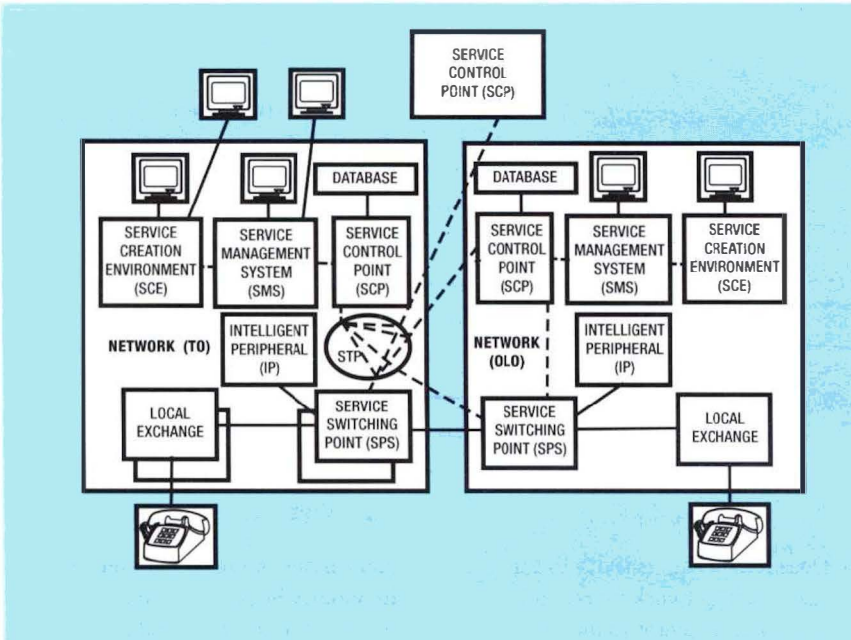 SERVICE
CONTROL
POINT (SCP)
DATABASE
SERVICE
CREATION
ENVIRONMENT
(SCE)
SERVICE
MANAGEMENT
SYSTEM
(SMS)
SERVICE
CONTROL
POINT
(SCP)
NETWORK (TO)
INTELLIGENT
PERIPHERAL
(IP)
STP
LOCAL
EXCHANGE
SERVICE
SWITCHING
POINT (SPS)
DATABASE
SERVICE
CONTROL
POINT
(SCP)
SERVICE
MANAGEMENT
SYSTEM
(SMS)
SERVICE
CREATION
ENVIRONMENT
(SCE)
NETWORK
(OLO)
INTELLIGENT
PERIPHERAL
(IP)
SERVICE
SWITCHING
POINT (SPS)
LOCAL
EXCHANGE